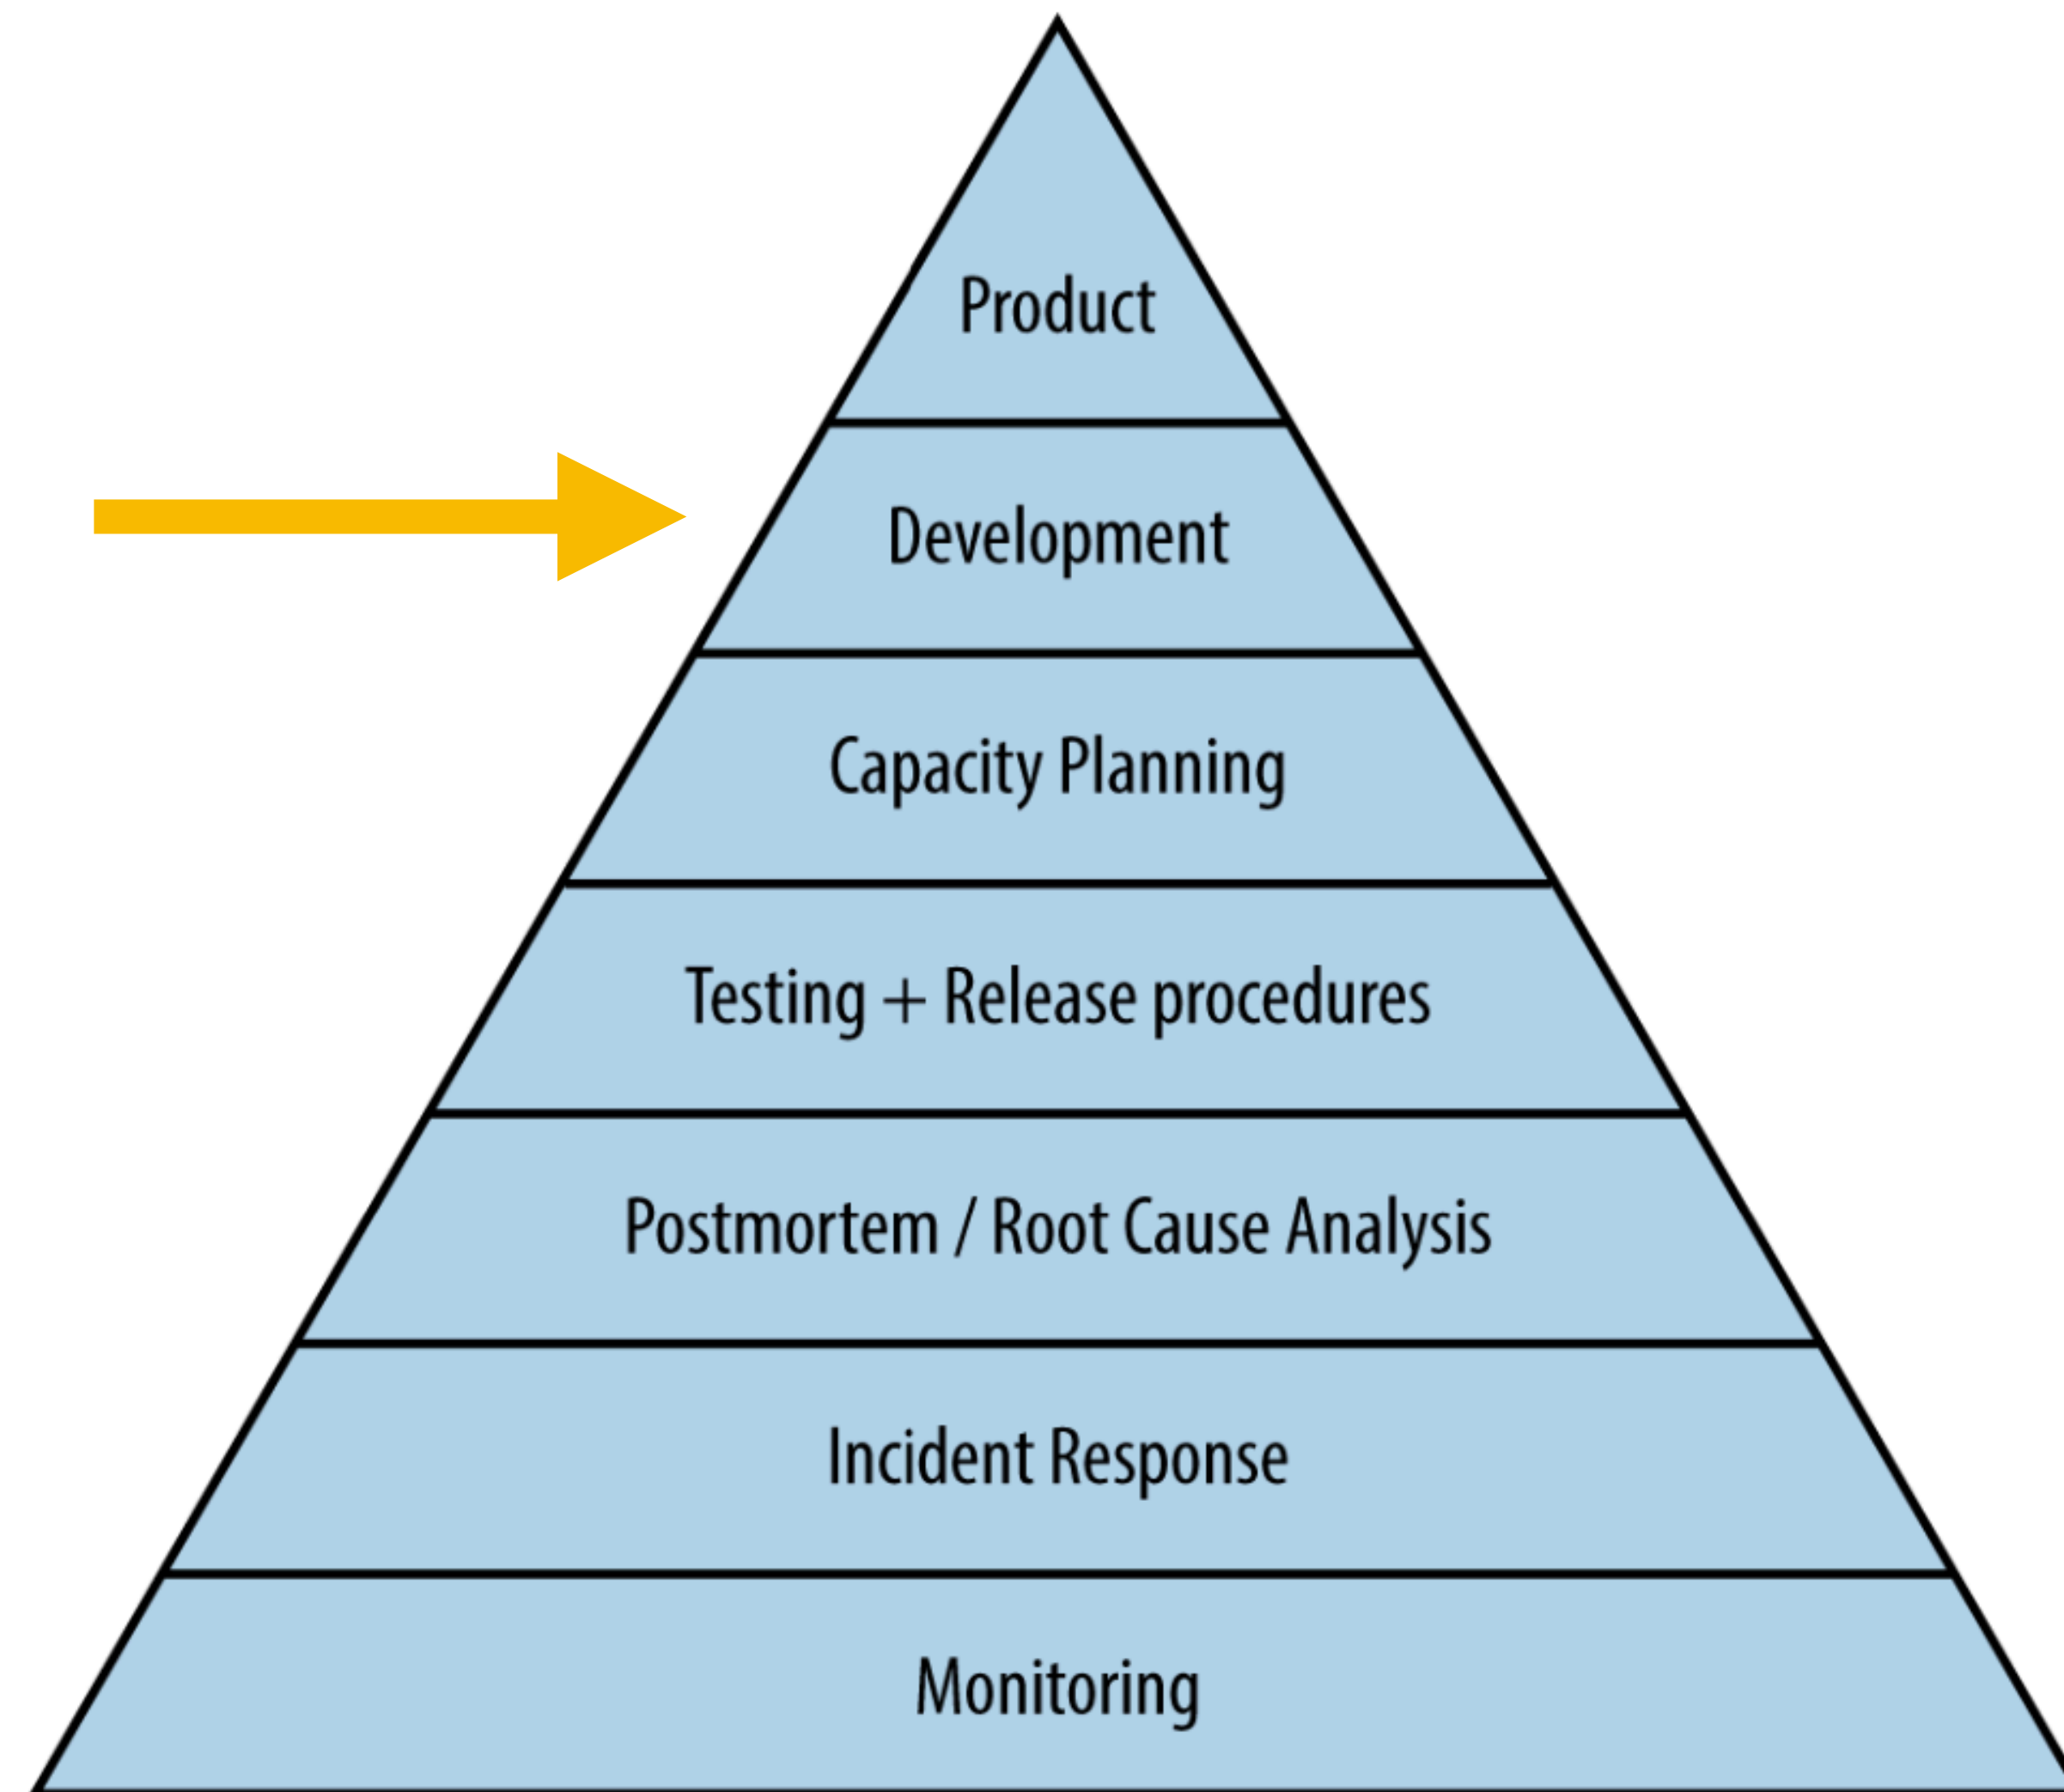 Product
Development
Capacity Planning
Testing + Release procedures
Postmortem / Root Cause Analysis
Incident Response
Monitoring